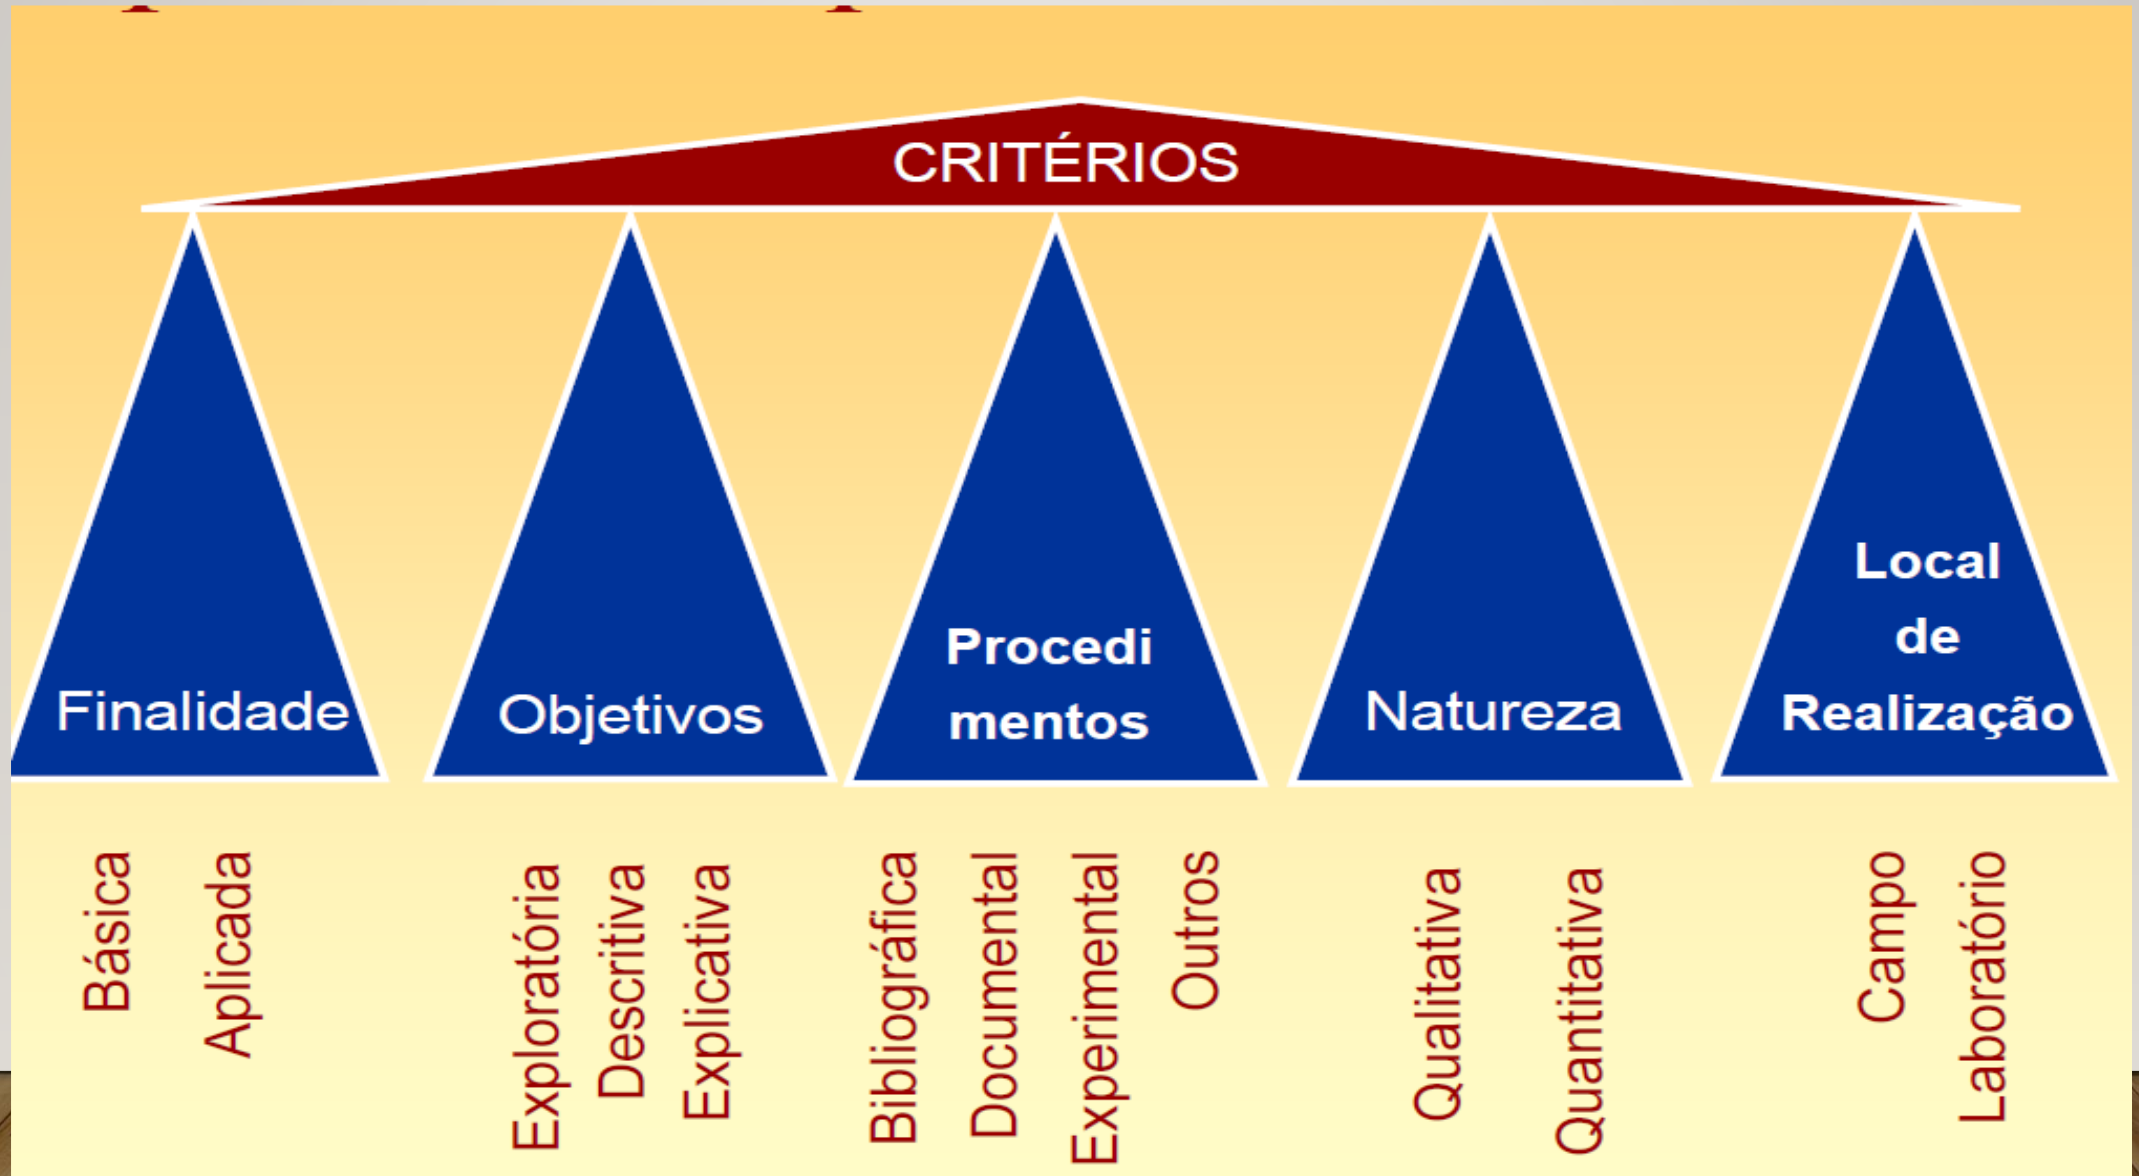 CRITÉRIOS
Finalidade
Objetivos
Procedi
mentos
Natureza
Local
de
Realização
Básica
Aplicada
Exploratória
Descritiva
Explicativa
Bibliográfica
Documental
Experimental
Outros
Qualitativa
Quantitativa
Campo
Laboratório